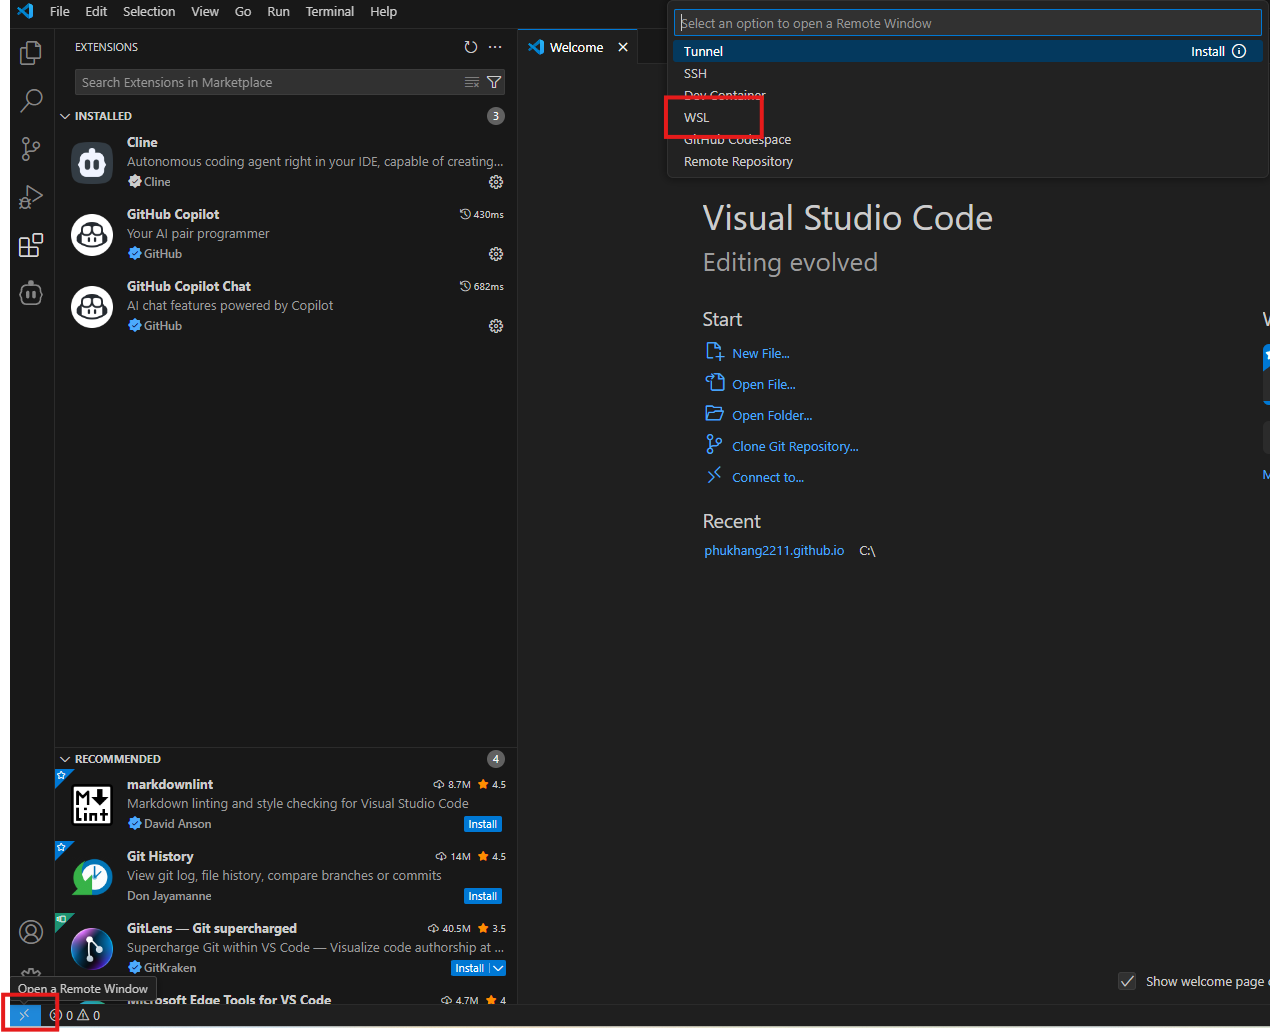 File Edit Selection View Go Run Terminal Help
Select an option to open a Remote Window
Tunnel Install
SSH
Dev Container
WSL
GitHub Codespace
Remote Repository
EXTENSIONS
Search Extensions in Marketplace
INSTALLED 3
Cline
Autonomous coding agent right in your IDE, capable of creating...
Cline
GitHub Copilot 430ms
Your AI pair programmer
GitHub
GitHub Copilot Chat 682ms
AI chat features powered by Copilot
GitHub
RECOMMENDED 4
markdownlint 8.7M 4.5
Markdown linting and style checking for Visual Studio Code
David Anson Install
Git History 14M 4.5
View git log, file history, compare branches or commits
Don Jayamanne Install
GitLens — Git supercharged 40.5M 3.5
Supercharge Git within VS Code — Visualize code authorship at ...
GitKraken Install
Microsoft Edge Tools for VS Code 4.7M 4
Open a Remote Window
0 0
Welcome
Visual Studio Code
Editing evolved
Start
New File...
Open File...
Open Folder...
Clone Git Repository...
Connect to...
Recent
phukhang2211.github.io C:\
Show welcome page
M↓
lint